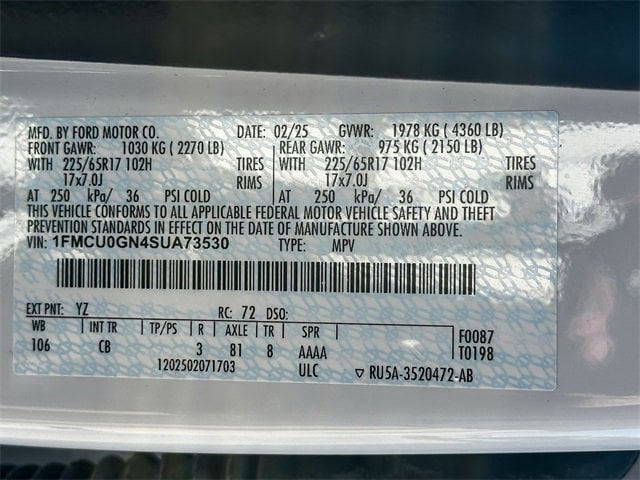 MFD. BY FORD MOTOR CO. DATE: 02/25 GVWR: 1978 KG ( 4360 LB)
FRONT GAWR: 1030 KG ( 2270 LB) REAR GAWR: 975 KG ( 2150 LB)
WITH 225/65R17 102H TIRES WITH 225/65R17 102H TIRES
17x7.0J RIMS 17x7.0J RIMS
AT 250 kPa/ 36 PSI COLD AT 250 kPa/ 36 PSI COLD
THIS VEHICLE CONFORMS TO ALL APPLICABLE FEDERAL MOTOR VEHICLE SAFETY AND THEFT
PREVENTION STANDARDS IN EFFECT ON THE DATE OF MANUFACTURE SHOWN ABOVE.
VIN: 1FMCU0GN4SUA73530 TYPE: MPV
EXT PNT: YZ RC: 72 DSO:
WB INT TR TP/PS R AXLE TR SPR F0087
106 CB 3 81 8 AAAA T0198
1202502071703 ULC ▽ RU5A-3520472-AB